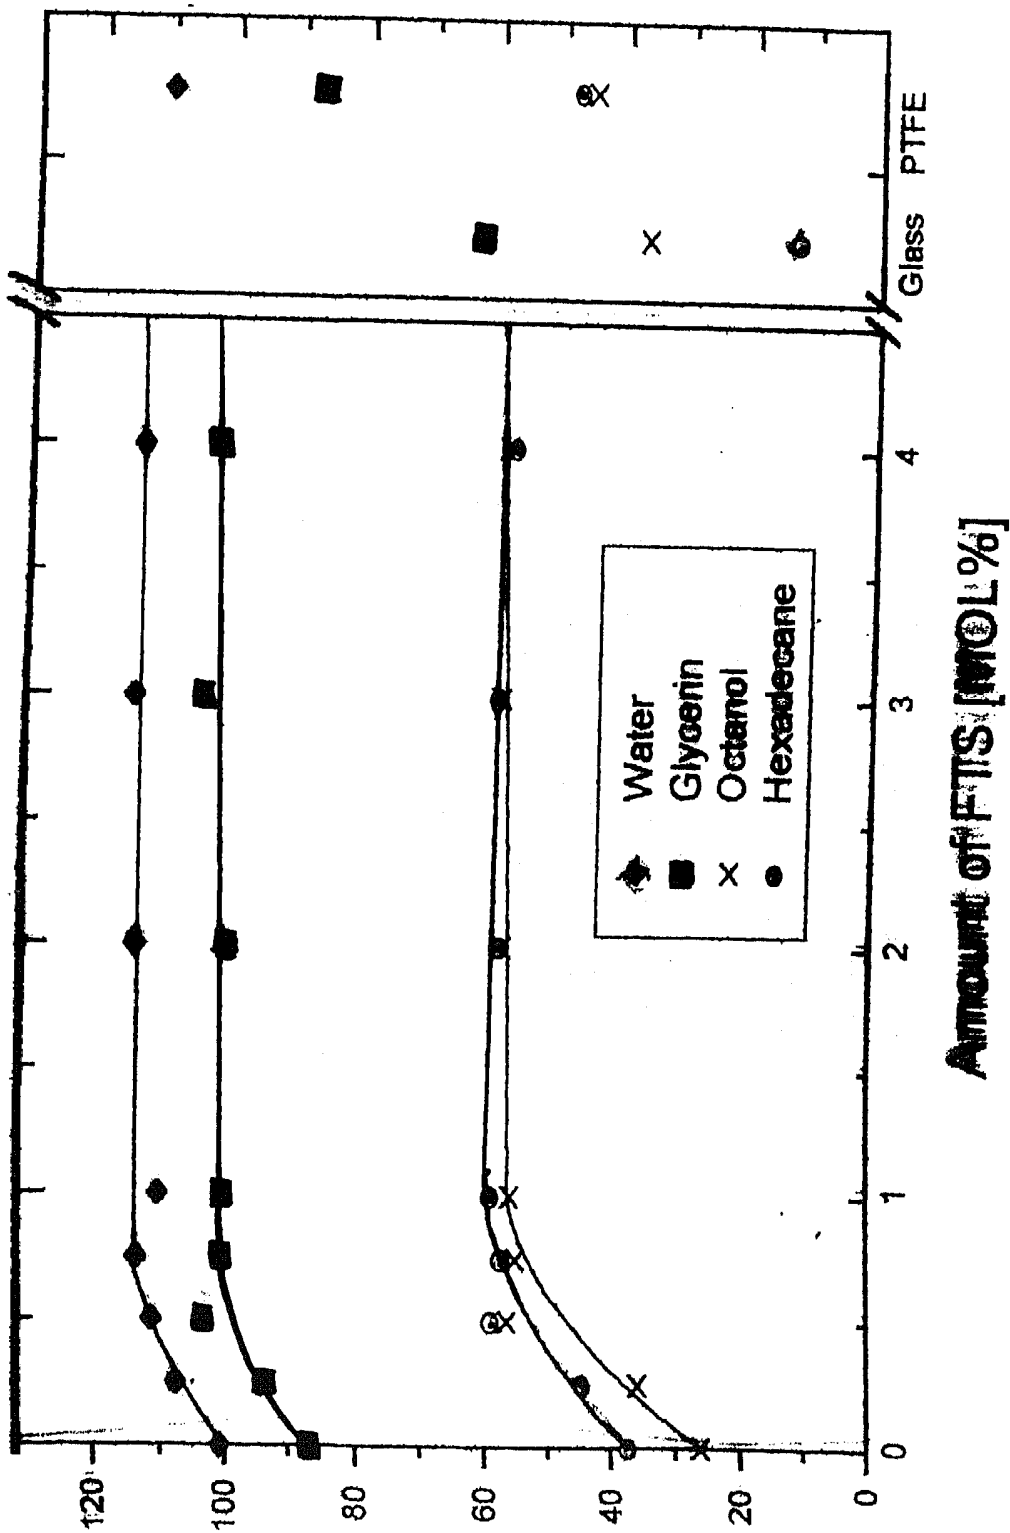 120
100
80
60
40
20
0
0
1
2
3
4
Glass
PTFE
Water
Glycerin
Octanol
Hexadecane
Amount of FTS [MOL%]